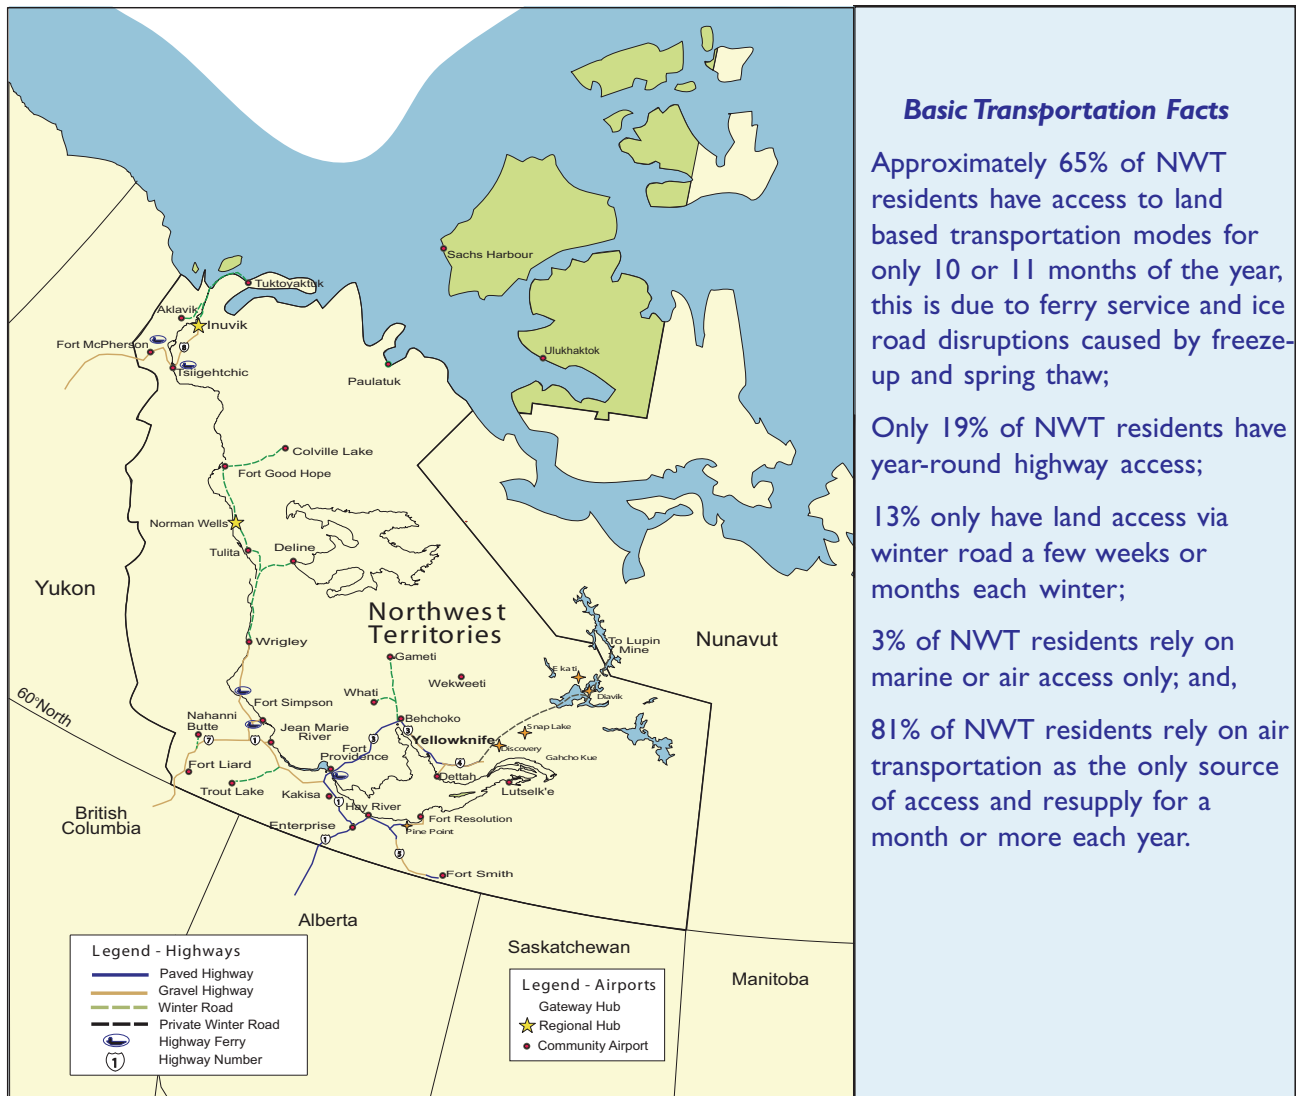 Sachs Harbour
Tuktoyaktuk
Aklavik
Inuvik
Fort McPherson
8
Tsiigehtchic
Paulatuk
Ulukhaktok
Colville Lake
Fort Good Hope
Norman Wells
Tulita
Deline
Yukon
Northwest
Territories
Nunavut
Wrigley
Gameti
To Lupin
Mine
Ekati
Wekweeti
Whati
Diavik
60°North
Fort Simpson
Nahanni
Butte
Jean Marie
River
Behchoko
3
3
Snap Lake
Yellowknife
Discovery
7
1
Fort
Providence
4
Gahcho Kue
Fort Liard
Trout Lake
Dettah
Lutselk'e
Kakisa
1
Hay River
British
Columbia
Enterprise
Fort Resolution
Pine Point
1
5
Fort Smith
Alberta
Saskatchewan
Manitoba
Legend - Highways
Paved Highway
Gravel Highway
Winter Road
Private Winter Road
Highway Ferry
1 Highway Number
Legend - Airports
Gateway Hub
Regional Hub
Community Airport
Basic Transportation Facts
Approximately 65% of NWT
residents have access to land
based transportation modes for
only 10 or 11 months of the year,
this is due to ferry service and ice
road disruptions caused by freeze-
up and spring thaw;
Only 19% of NWT residents have
year-round highway access;
13% only have land access via
winter road a few weeks or
months each winter;
3% of NWT residents rely on
marine or air access only; and,
81% of NWT residents rely on air
transportation as the only source
of access and resupply for a
month or more each year.